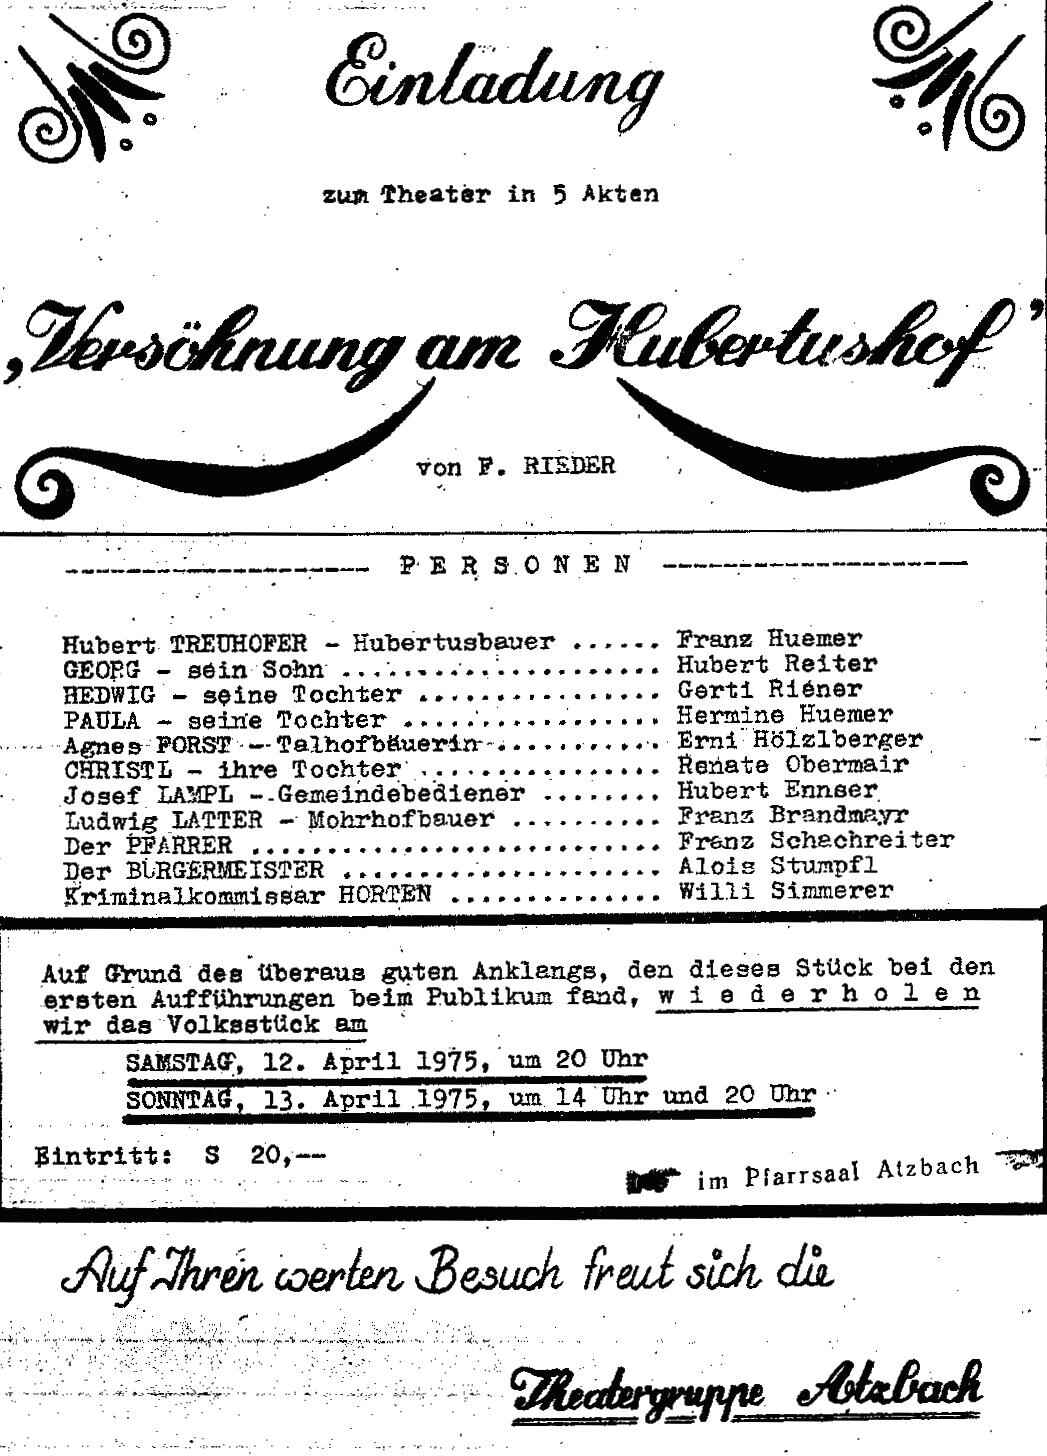 Einladung
zum Theater in 5 Akten
„Versöhnung am Hubertushof"
von F. RIEDER
-------------------- P E R S O N E N --------------------
Hubert TREUHOFER - Hubertusbauer ...... Franz Huemer
GEORG - sein Sohn ..................... Hubert Reiter
HEDWIG - seine Tochter ................ Gerti Riener
PAULA - seine Tochter ................. Hermine Huemer
Agnes FORST - Talhofbäuerin ........... Erni Hölzlberger
CHRISTL - ihre Tochter ................ Renate Obermair
Josef LAMPL - Gemeindebediener ........ Hubert Ennser
Ludwig LATTER - Mohrhofbauer .......... Franz Brandmayr
Der PFARRER ........................... Franz Schachreiter
Der BÜRGERMEISTER ..................... Alois Stumpfl
Kriminalkommissar HORTEN .............. Willi Simmerer
Auf Grund des überaus guten Anklangs, den dieses Stück bei den
ersten Aufführungen beim Publikum fand, w i e d e r h o l e n
wir das Volksstück am
SAMSTAG, 12. April 1975, um 20 Uhr
SONNTAG, 13. April 1975, um 14 Uhr und 20 Uhr
Eintritt: S 20,--
im Pfarrsaal Atzbach
Auf Ihren werten Besuch freut sich die
Theatergruppe Atzbach